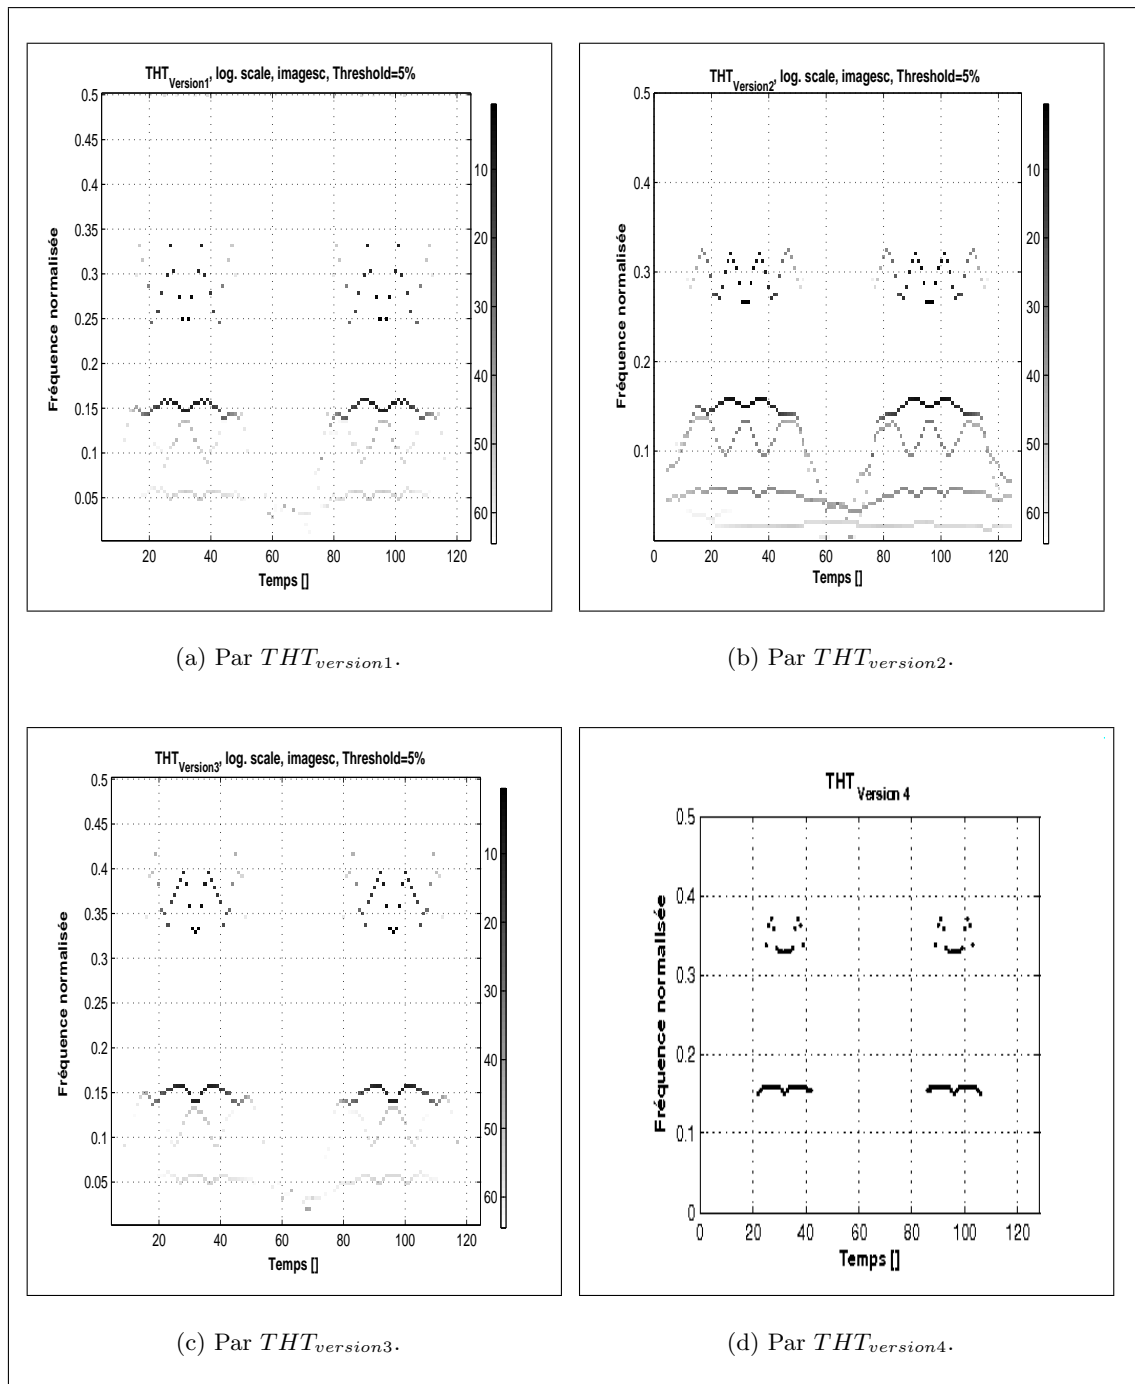 THT_Version1, log. scale, imagesc, Threshold=5%
0.5
0.45
0.4
0.35
0.3
0.25
0.2
0.15
0.1
0.05
Fréquence normalisée
20 40 60 80 100 120
Temps []
10
20
30
40
50
60
(a) Par THT_version1.
THT_Version2, log. scale, imagesc, Threshold=5%
0.5
0.4
0.3
0.2
0.1
Fréquence normalisée
0 20 40 60 80 100 120
Temps []
10
20
30
40
50
60
(b) Par THT_version2.
THT_Version3, log. scale, imagesc, Threshold=5%
0.5
0.45
0.4
0.35
0.3
0.25
0.2
0.15
0.1
0.05
Fréquence normalisée
20 40 60 80 100 120
Temps []
10
20
30
40
50
60
(c) Par THT_version3.
THT_Version 4
0.5
0.4
0.3
0.2
0.1
0
Fréquence normalisée
0 20 40 60 80 100 120
Temps []
(d) Par THT_version4.